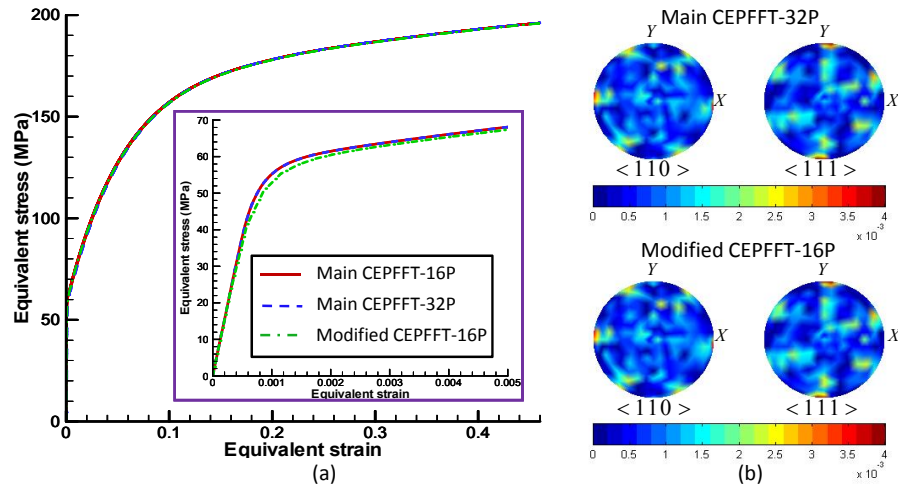 (a)
200
150
100
50
0
Equivalent stress (MPa)
0
0.1
0.2
0.3
0.4
Equivalent strain
70
60
50
40
30
20
10
0
Equivalent stress (MPa)
0
0.001
0.002
0.003
0.004
0.005
Equivalent strain
Main CEPFFT-16P
Main CEPFFT-32P
Modified CEPFFT-16P
Main CEPFFT-32P
Y
Y
X
X
< 110 >
< 111 >
0 0.5 1 1.5 2 2.5 3 3.5 4
x 10⁻³
Modified CEPFFT-16P
Y
Y
X
X
< 110 >
< 111 >
0 0.5 1 1.5 2 2.5 3 3.5 4
x 10⁻³
(b)